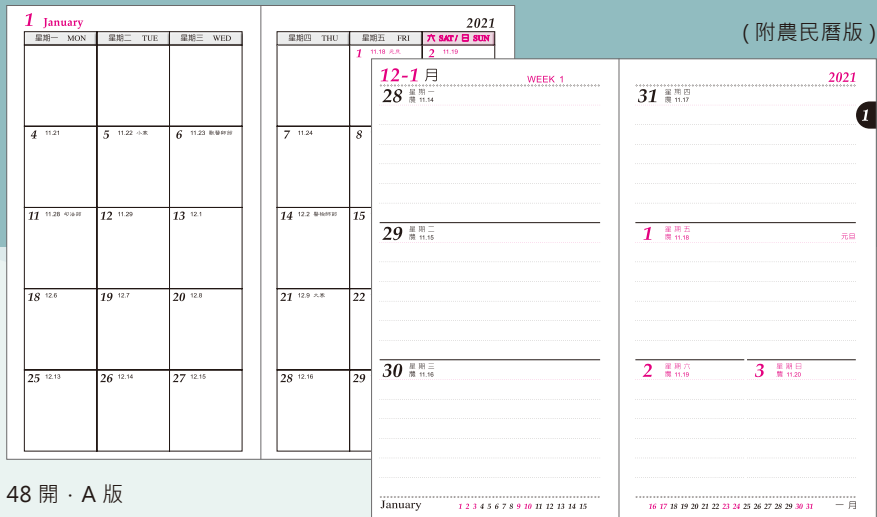 (附農民曆版)
1 January
2021
星期一 MON 星期二 TUE 星期三 WED
星期四 THU 星期五 FRI 六 SAT / 日 SUN
1 11.18 元旦 2 11.19
4 11.21 5 11.22 小寒 6 11.23
7 11.24 8
11 11.28 司法節 12 11.29 13 12.1
14 12.2 15
18 12.6 19 12.7 20 12.8
21 12.9 大寒 22
25 12.13 26 12.14 27 12.15
28 12.16 29
12-1 月 WEEK 1
28 星期一 農 11.14
29 星期二 農 11.15
30 星期三 農 11.16
January 1 2 3 4 5 6 7 8 9 10 11 12 13 14 15
2021
31 星期四 農 11.17
1
1 星期五 農 11.18 元旦
2 星期六 農 11.19 3 星期日 農 11.20
16 17 18 19 20 21 22 23 24 25 26 27 28 29 30 31 一月
48 開 · A 版